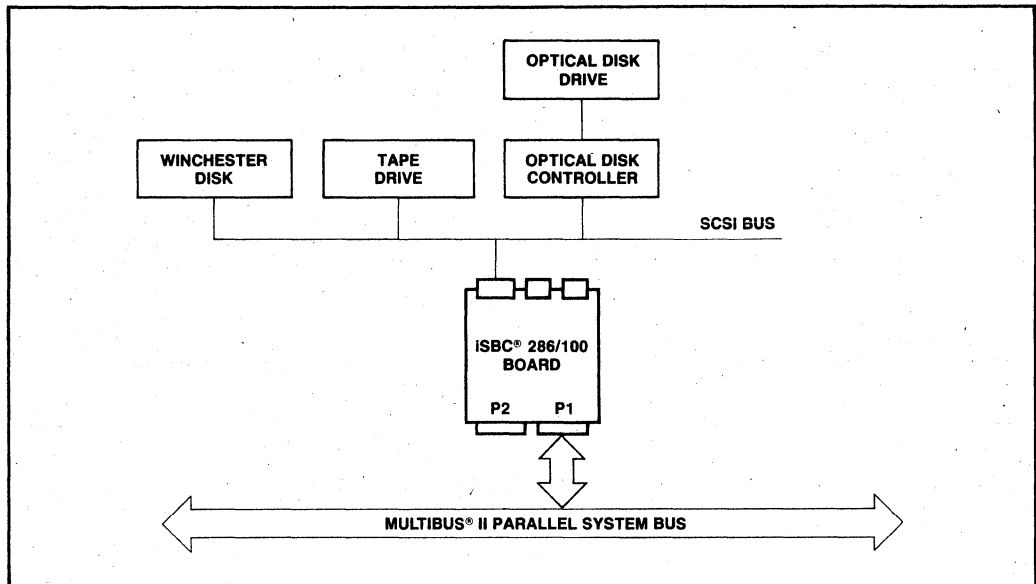 OPTICAL DISK
DRIVE
WINCHESTER
DISK
TAPE
DRIVE
OPTICAL DISK
CONTROLLER
SCSI BUS
iSBC® 286/100
BOARD
P2
P1
MULTIBUS® II PARALLEL SYSTEM BUS